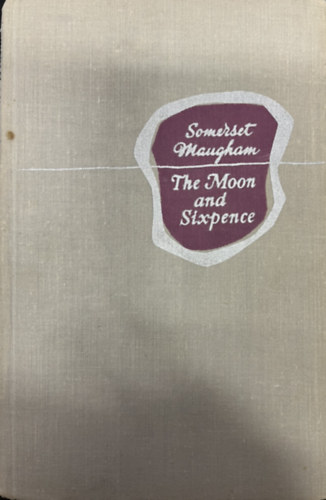 Somerset
Maugham
The Moon
and
Sixpence